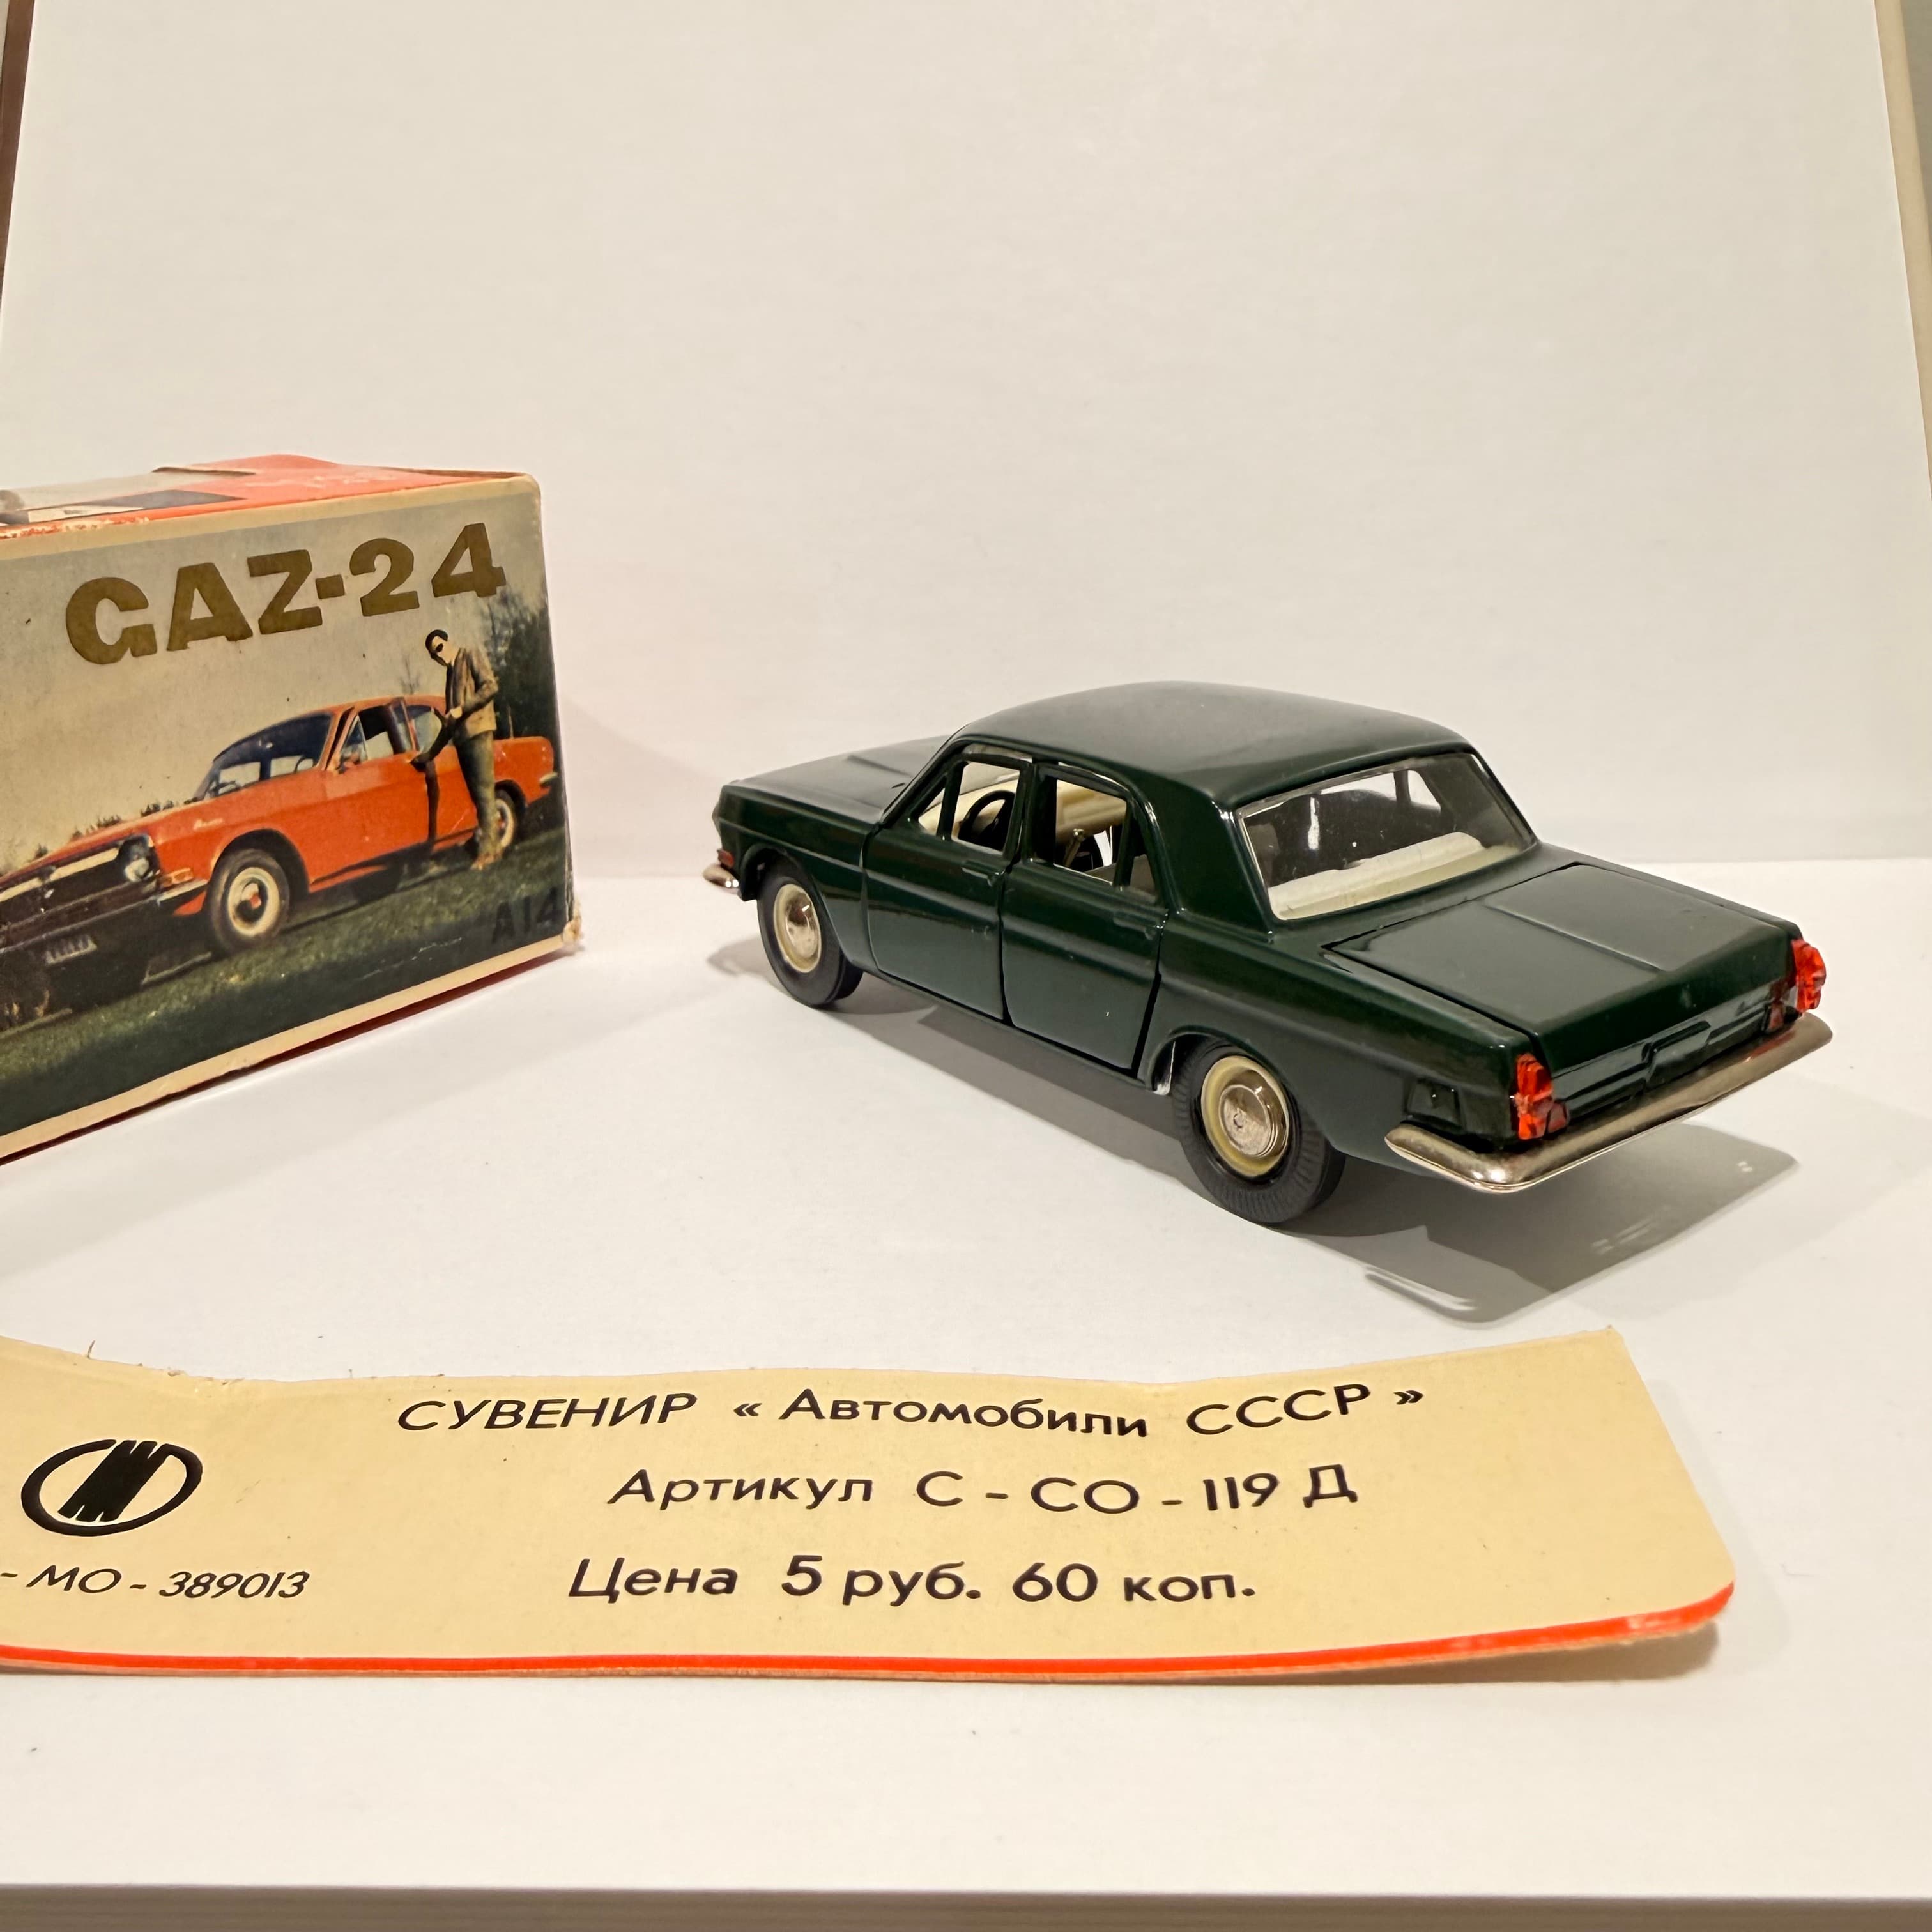 GAZ-24
A14
СУВЕНИР « Автомобили СССР »
Артикул С - СО - 119 Д
- МО - 389013
Цена 5 руб. 60 коп.